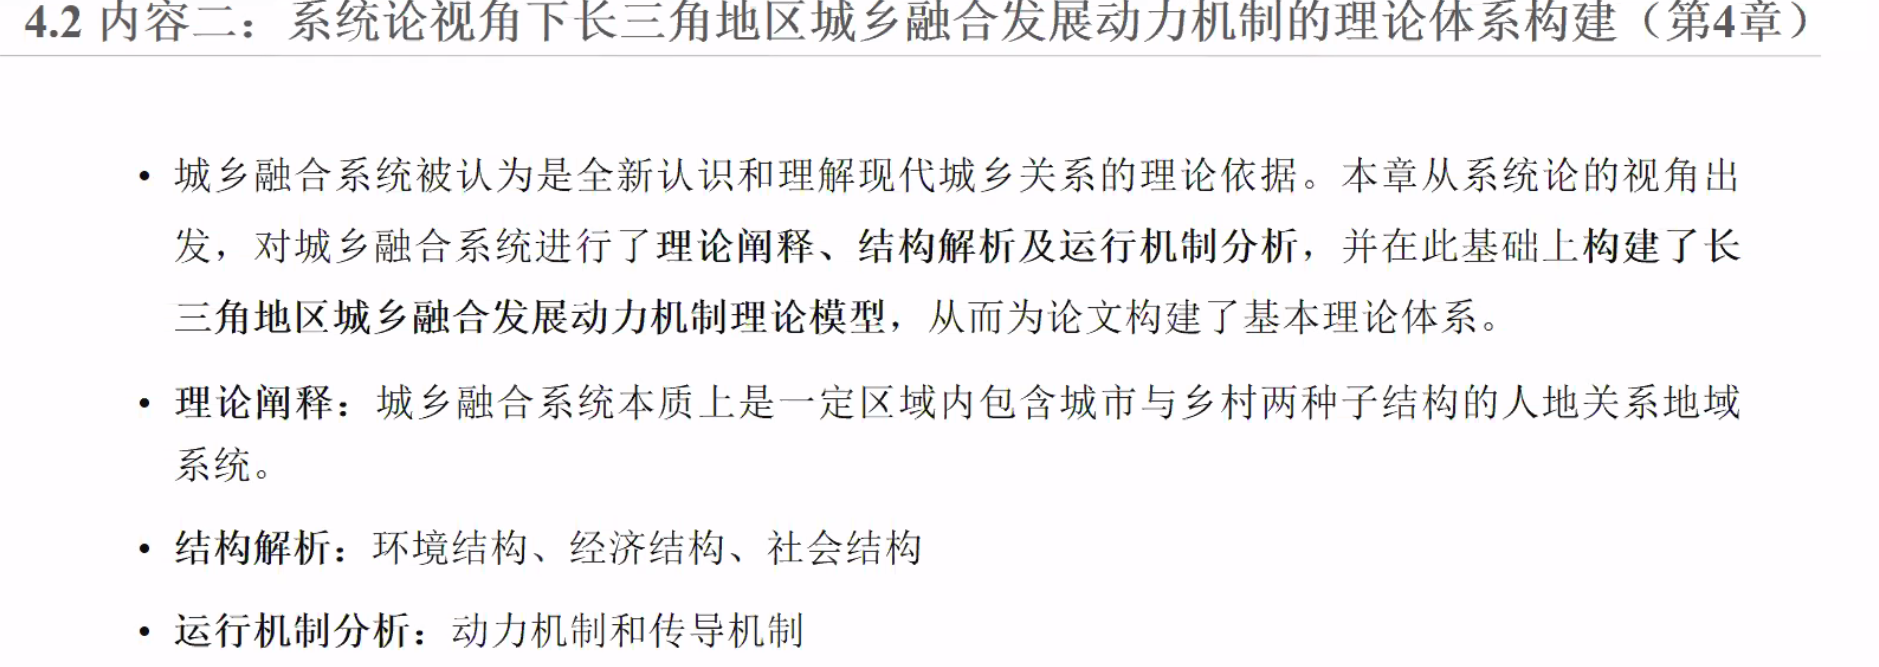 4.2 内容二：系统论视角下长三角地区城乡融合发展动力机制的理论体系构建（第4章）
• 城乡融合系统被认为是全新认识和理解现代城乡关系的理论依据。本章从系统论的视角出
发，对城乡融合系统进行了理论阐释、结构解析及运行机制分析，并在此基础上构建了长
三角地区城乡融合发展动力机制理论模型，从而为论文构建了基本理论体系。
• 理论阐释：城乡融合系统本质上是一定区域内包含城市与乡村两种子结构的人地关系地域
系统。
• 结构解析：环境结构、经济结构、社会结构
• 运行机制分析：动力机制和传导机制